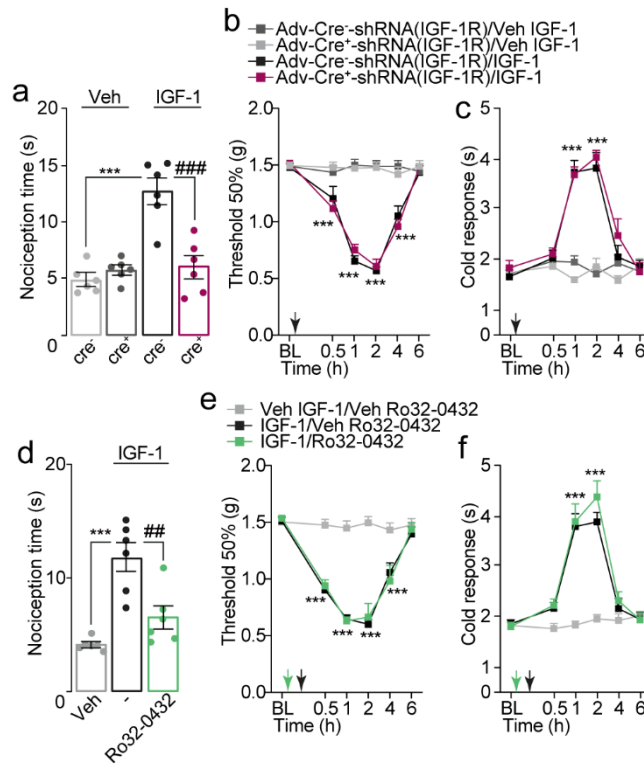 b
Adv-Cre⁻-shRNA(IGF-1R)/Veh IGF-1
Adv-Cre⁺-shRNA(IGF-1R)/Veh IGF-1
Adv-Cre⁻-shRNA(IGF-1R)/IGF-1
Adv-Cre⁺-shRNA(IGF-1R)/IGF-1
a
Veh IGF-1
Nociception time (s)
20
15
10
5
0
***
###
cre⁻ cre⁺ cre⁻ cre⁺
Threshold 50% (g)
2.0
1.5
1.0
0.5
0.0
***
***
***
***
BL 0.5 1 2 4 6
Time (h)
c
Cold response (s)
5
4
3
2
0
***
***
BL 0.5 1 2 4 6
Time (h)
d
IGF-1
Nociception time (s)
20
10
0
***
##
Veh - Ro32-0432
e
Veh IGF-1/Veh Ro32-0432
IGF-1/Veh Ro32-0432
IGF-1/Ro32-0432
Threshold 50% (g)
2.0
1.5
1.0
0.5
0.0
***
***
***
***
BL 0.5 1 2 4 6
Time (h)
f
Cold response (s)
5
4
3
2
1
0
***
***
BL 0.5 1 2 4 6
Time (h)